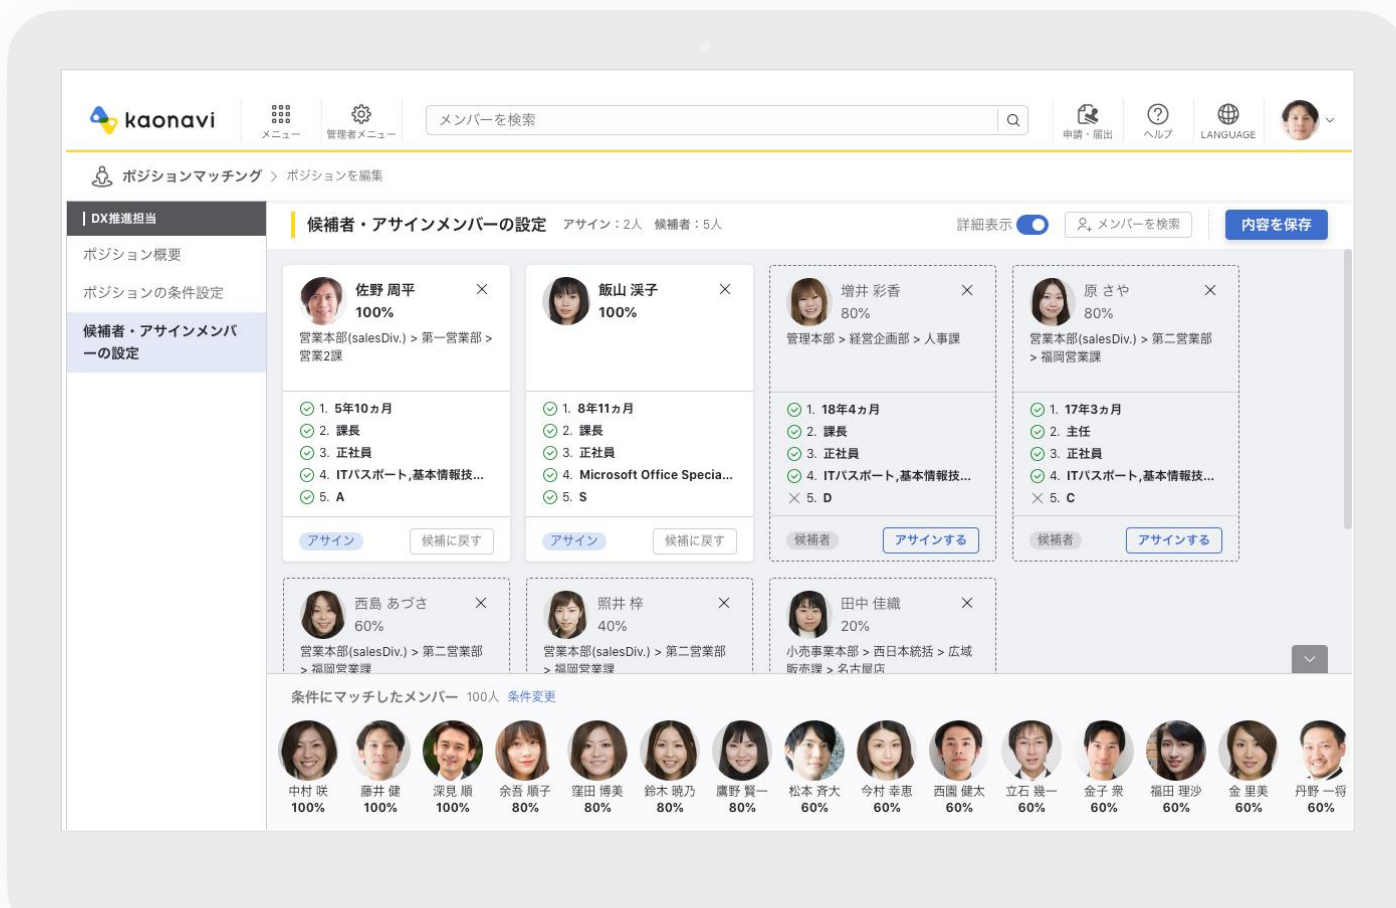 kaonavi
メニュー
管理者メニュー
メンバーを検索
申請・届出
ヘルプ
LANGUAGE
ポジションマッチング > ポジションを編集
DX推進担当
ポジション概要
ポジションの条件設定
候補者・アサインメンバ
ーの設定
候補者・アサインメンバーの設定 アサイン：2人 候補者：5人
詳細表示
メンバーを検索
内容を保存
佐野 周平
100%
営業本部(salesDiv.) > 第一営業部 >
営業2課
1. 5年10ヵ月
2. 課長
3. 正社員
4. ITパスポート,基本情報技...
5. A
アサイン
候補に戻す
飯山 渓子
100%
1. 8年11ヵ月
2. 課長
3. 正社員
4. Microsoft Office Specia...
5. S
アサイン
候補に戻す
増井 彩香
80%
管理本部 > 経営企画部 > 人事課
1. 18年4ヵ月
2. 課長
3. 正社員
4. ITパスポート,基本情報技...
5. D
候補者
アサインする
原 さや
80%
営業本部(salesDiv.) > 第二営業部
> 福岡営業課
1. 17年3ヵ月
2. 主任
3. 正社員
4. ITパスポート,基本情報技...
5. C
候補者
アサインする
西島 あづさ
60%
営業本部(salesDiv.) > 第二営業部
> 福岡営業課
照井 梓
40%
営業本部(salesDiv.) > 第二営業部
> 福岡営業課
田中 佳織
20%
小売事業本部 > 西日本統括 > 広域
販売課 > 名古屋店
条件にマッチしたメンバー 100人 条件変更
中村 咲
100%
藤井 健
100%
深見 順
100%
余吾 順子
80%
窪田 博美
80%
鈴木 暁乃
80%
鷹野 賢一
80%
松本 斉大
60%
今村 幸恵
60%
西園 健太
60%
立石 幾一
60%
金子 衆
60%
福田 理沙
60%
金 里美
60%
丹野 一将
60%